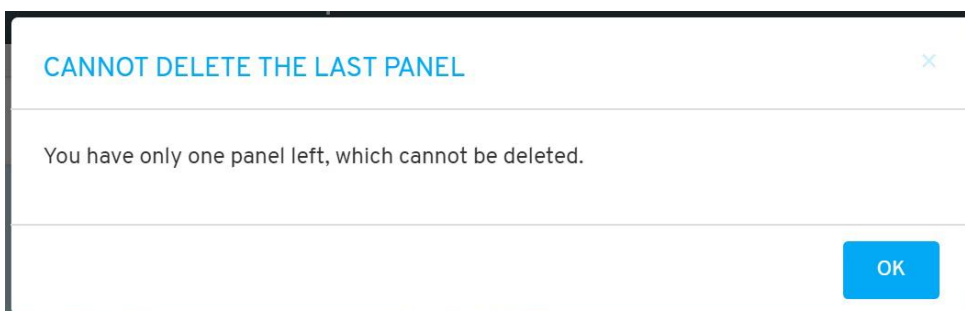 CANNOT DELETE THE LAST PANEL
You have only one panel left, which cannot be deleted.
OK